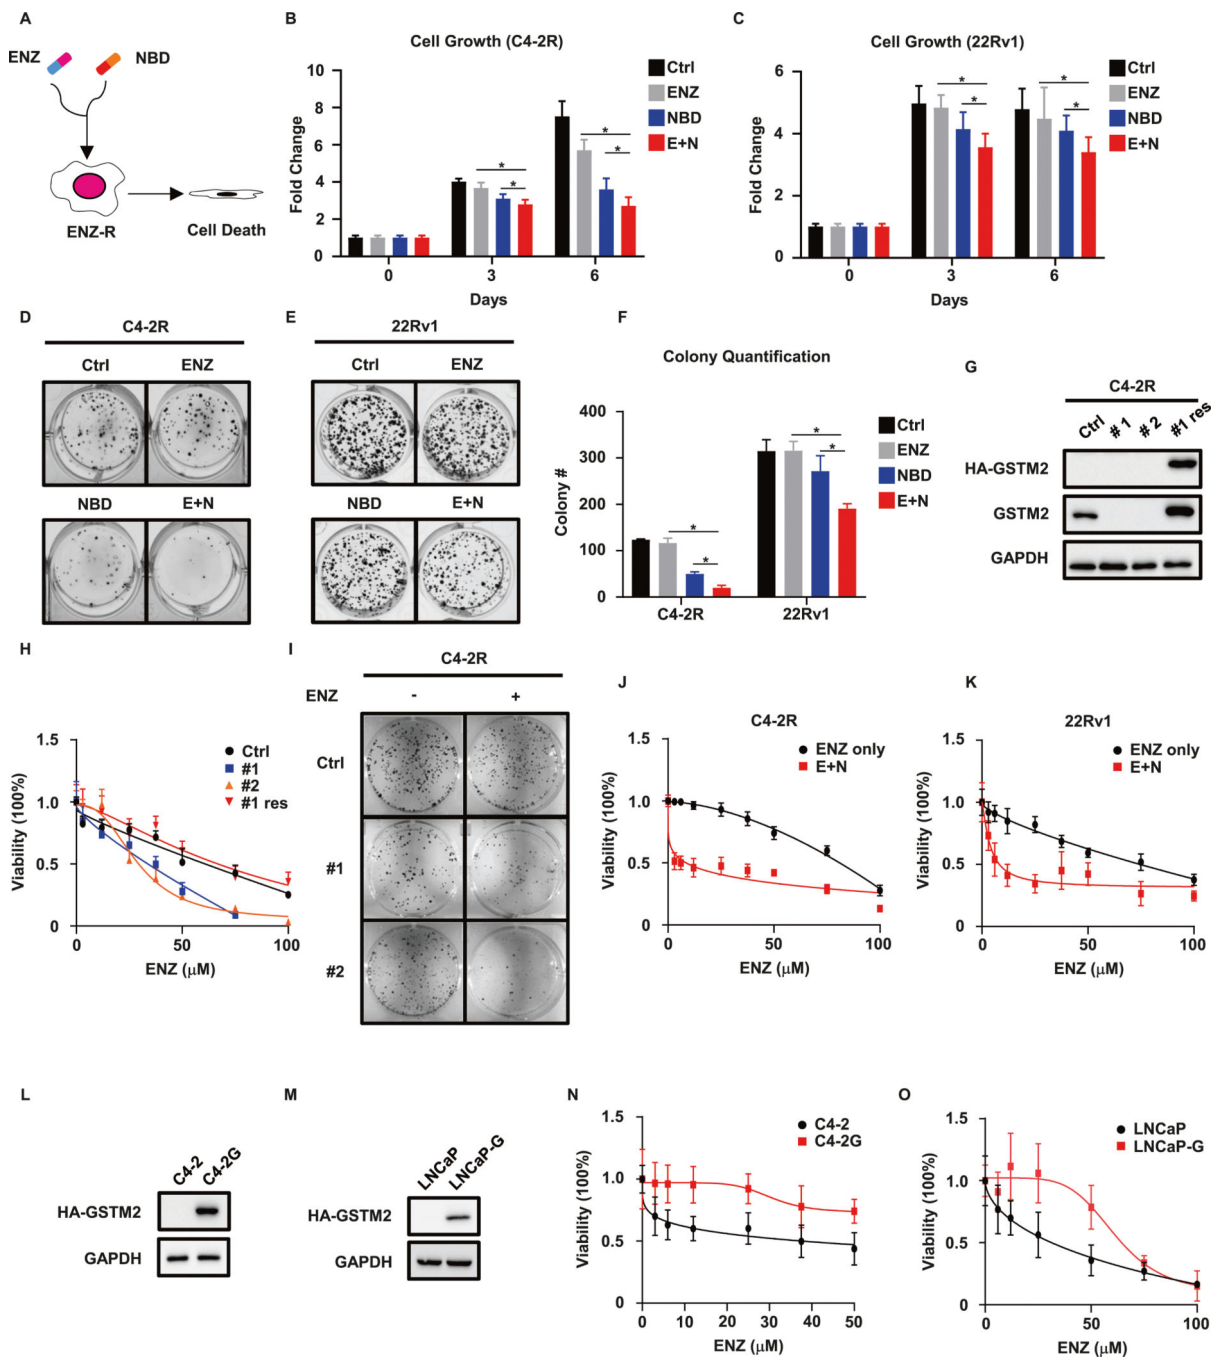 A
ENZ
NBD
ENZ-R
Cell Death
B
Cell Growth (C4-2R)
Fold Change
10
8
6
4
2
0
Ctrl
ENZ
NBD
E+N
*
*
*
*
0
3
6
Days
C
Cell Growth (22Rv1)
Fold Change
6
4
2
0
Ctrl
ENZ
NBD
E+N
*
*
*
*
0
3
6
Days
D
C4-2R
Ctrl
ENZ
NBD
E+N
E
22Rv1
Ctrl
ENZ
NBD
E+N
F
Colony Quantification
Colony #
400
300
200
100
0
Ctrl
ENZ
NBD
E+N
*
*
*
*
C4-2R
22Rv1
G
C4-2R
Ctrl
# 1
# 2
#1 res
HA-GSTM2
GSTM2
GAPDH
H
Viability (100%)
1.5
1.0
0.5
0
Ctrl
#1
#2
#1 res
0
50
100
ENZ (μM)
I
C4-2R
ENZ
-
+
Ctrl
#1
#2
J
C4-2R
Viability (100%)
1.5
1.0
0.5
0
ENZ only
E+N
0
50
100
ENZ (μM)
K
22Rv1
Viability (100%)
1.5
1.0
0.5
0
ENZ only
E+N
0
50
100
ENZ (μM)
L
C4-2
C4-2G
HA-GSTM2
GAPDH
M
LNCaP
LNCaP-G
HA-GSTM2
GAPDH
N
Viability (100%)
1.5
1.0
0.5
0
C4-2
C4-2G
0
10
20
30
40
50
ENZ (μM)
O
Viability (100%)
1.5
1.0
0.5
0
LNCaP
LNCaP-G
0
50
100
ENZ (μM)